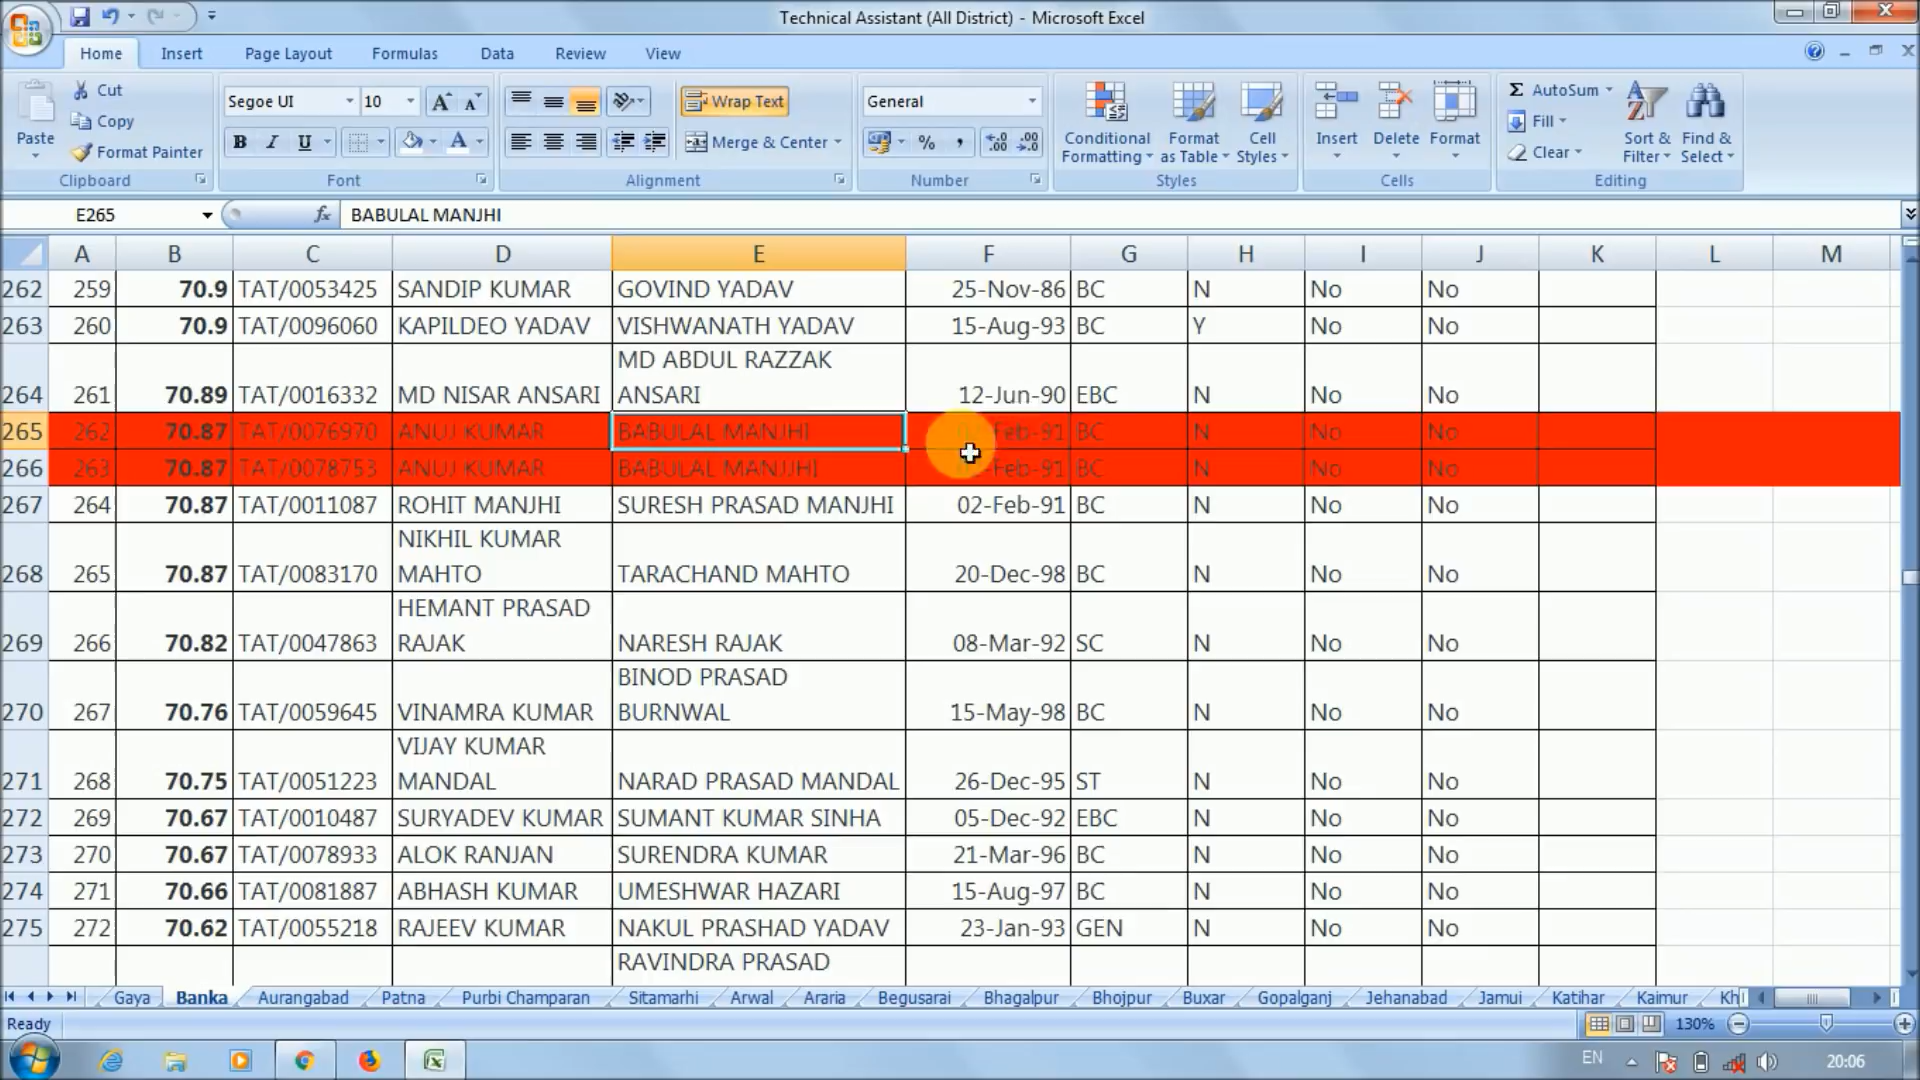 Technical Assistant (All District) - Microsoft Excel
Home Insert Page Layout Formulas Data Review View
Paste
Cut
Copy
Format Painter
Clipboard
Segoe UI 10
B I U
Font
Wrap Text
Merge & Center
Alignment
General
%
Number
Conditional Formatting
Format as Table
Cell Styles
Styles
Insert Delete Format
Cells
AutoSum
Fill
Clear
Sort & Filter
Find & Select
Editing
E265 fx BABULAL MANJHI
A B C D E F G H I J K L M
262 259 70.9 TAT/0053425 SANDIP KUMAR GOVIND YADAV 25-Nov-86 BC N No No
263 260 70.9 TAT/0096060 KAPILDEO YADAV VISHWANATH YADAV 15-Aug-93 BC Y No No
MD ABDUL RAZZAK
264 261 70.89 TAT/0016332 MD NISAR ANSARI ANSARI 12-Jun-90 EBC N No No
265 262 70.87 TAT/0076970 ANUJ KUMAR BABULAL MANJHI Feb-91 BC N No No
266 263 70.87 TAT/0078753 ANUJ KUMAR BABULAL MANJJHI Feb-91 BC N No No
267 264 70.87 TAT/0011087 ROHIT MANJHI SURESH PRASAD MANJHI 02-Feb-91 BC N No No
NIKHIL KUMAR
268 265 70.87 TAT/0083170 MAHTO TARACHAND MAHTO 20-Dec-98 BC N No No
HEMANT PRASAD
269 266 70.82 TAT/0047863 RAJAK NARESH RAJAK 08-Mar-92 SC N No No
BINOD PRASAD
270 267 70.76 TAT/0059645 VINAMRA KUMAR BURNWAL 15-May-98 BC N No No
VIJAY KUMAR
271 268 70.75 TAT/0051223 MANDAL NARAD PRASAD MANDAL 26-Dec-95 ST N No No
272 269 70.67 TAT/0010487 SURYADEV KUMAR SUMANT KUMAR SINHA 05-Dec-92 EBC N No No
273 270 70.67 TAT/0078933 ALOK RANJAN SURENDRA KUMAR 21-Mar-96 BC N No No
274 271 70.66 TAT/0081887 ABHASH KUMAR UMESHWAR HAZARI 15-Aug-97 BC N No No
275 272 70.62 TAT/0055218 RAJEEV KUMAR NAKUL PRASHAD YADAV 23-Jan-93 GEN N No No
RAVINDRA PRASAD
Gaya Banka Aurangabad Patna Purbi Champaran Sitamarhi Arwal Araria Begusarai Bhagalpur Bhojpur Buxar Gopalganj Jehanabad Jamui Katihar Kaimur Kh
Ready 130%
EN 20:06